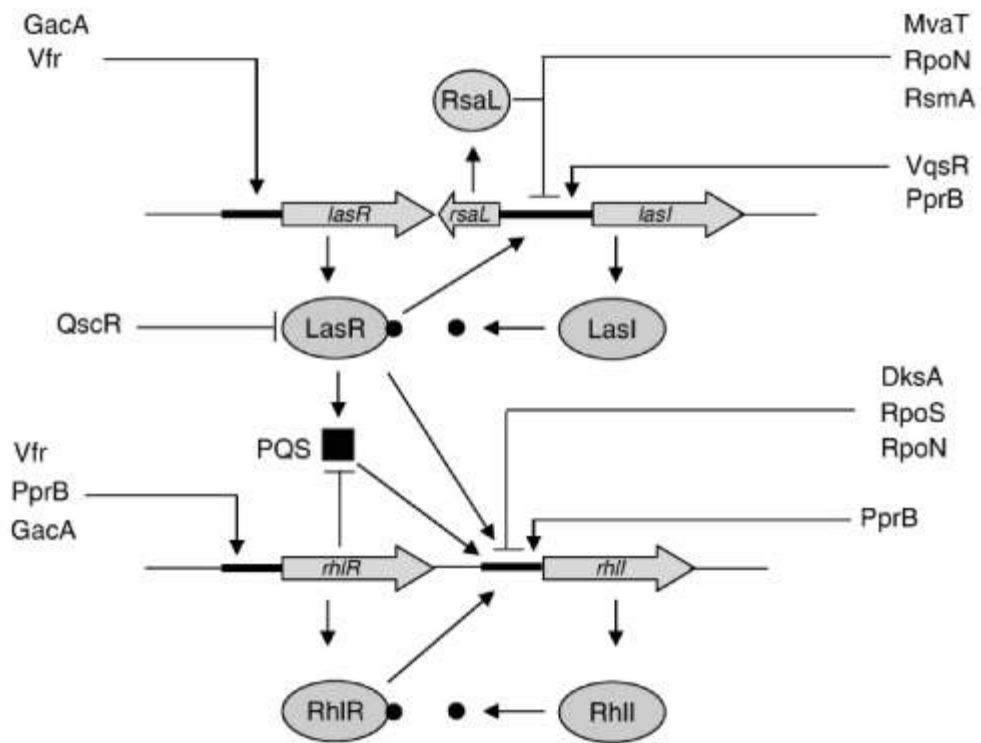 GacA
Vfr
MvaT
RpoN
RsmA
RsaL
VqsR
PprB
lasR
rsaL
lasI
QscR
LasR
LasI
DksA
RpoS
RpoN
PQS
Vfr
PprB
GacA
PprB
rhlR
rhlI
RhlR
RhlI